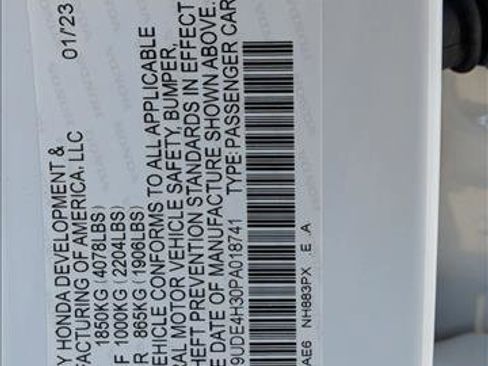 Y HONDA DEVELOPMENT &
FACTURING OF AMERICA, LLC 01/23
1850KG (4078LBS)
F 1000KG (2204LBS)
R 865KG (1906LBS)
EHICLE CONFORMS TO ALL APPLICABLE
RAL MOTOR VEHICLE SAFETY, BUMPER,
HEFT PREVENTION STANDARDS IN EFFECT
E DATE OF MANUFACTURE SHOWN ABOVE.
9UDE4H30PA018741 TYPE: PASSENGER CAR
AE6 NH883PX .E .A